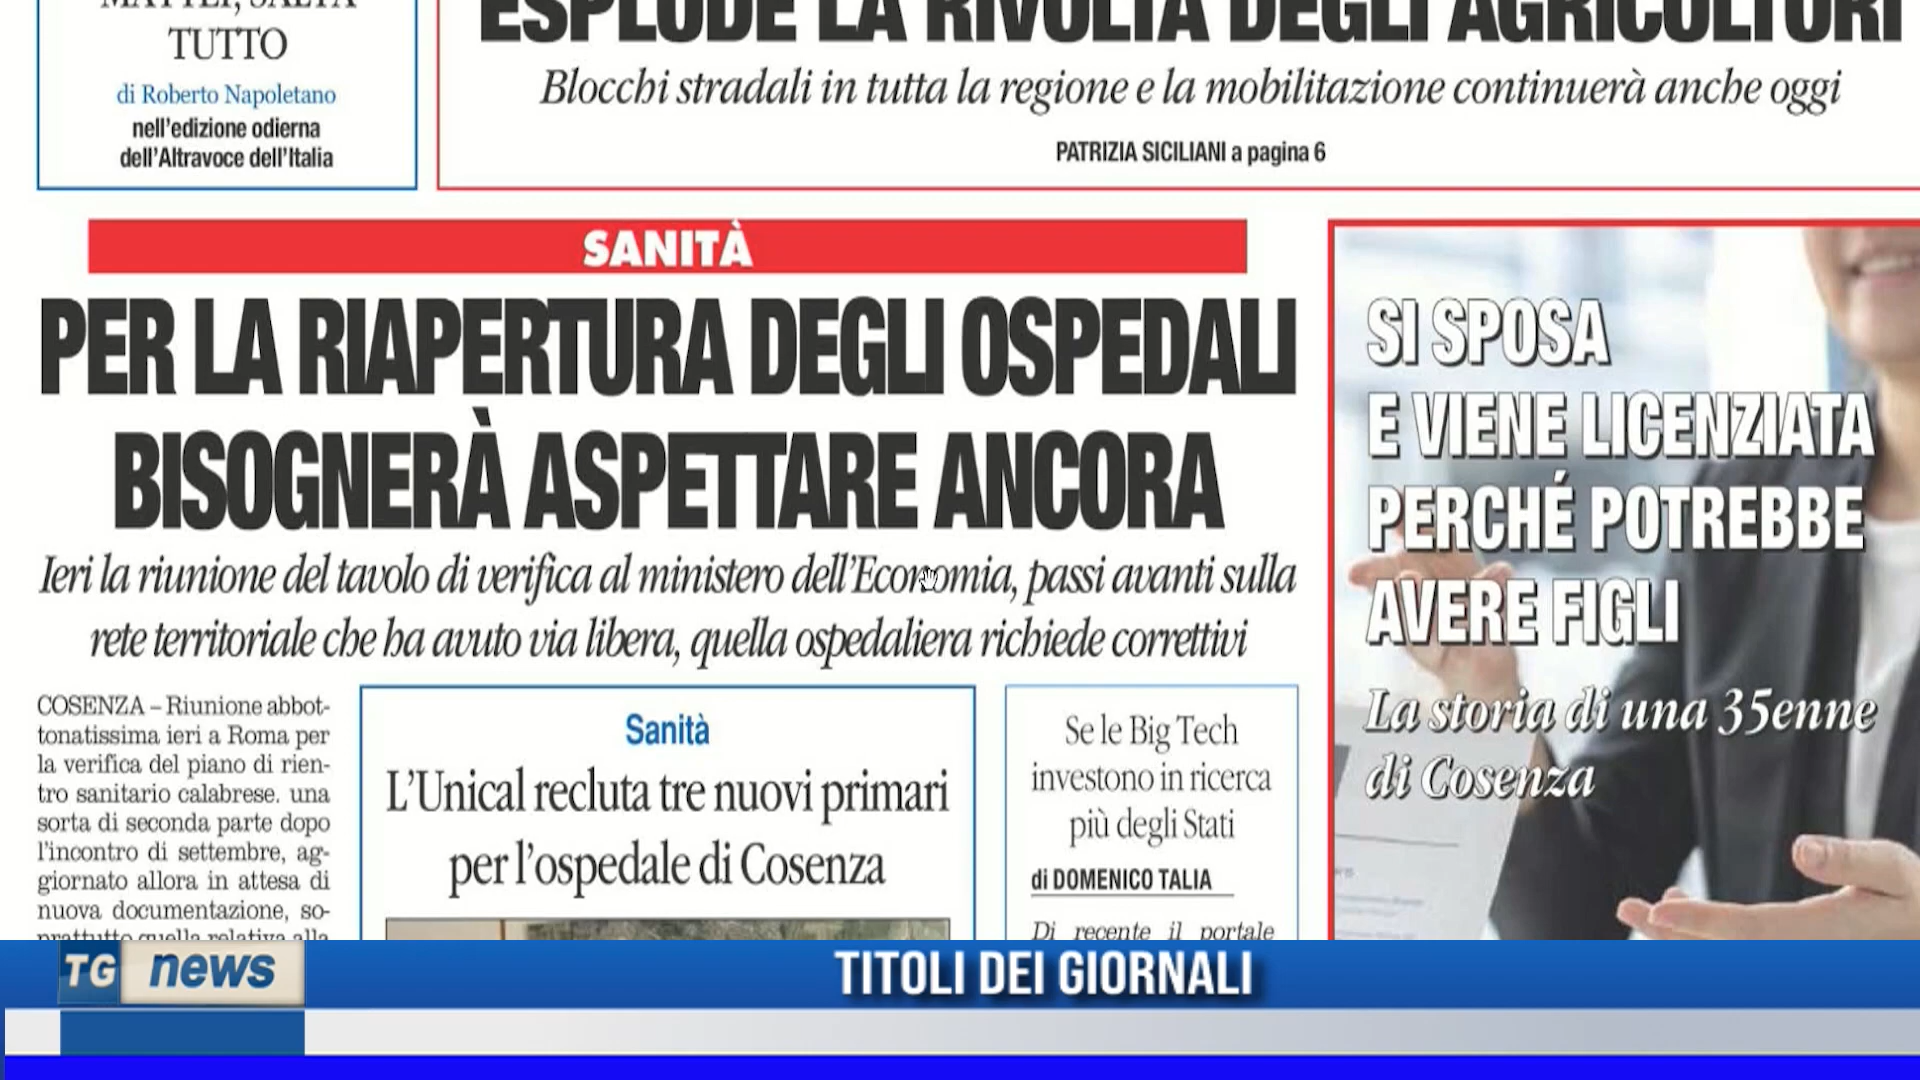 MATTEI, SALTA
TUTTO
di Roberto Napoletano
nell'edizione odierna
dell'Altravoce dell'Italia
ESPLODE LA RIVOLTA DEGLI AGRICOLTORI
Blocchi stradali in tutta la regione e la mobilitazione continuerà anche oggi
PATRIZIA SICILIANI a pagina 6
SANITÀ
PER LA RIAPERTURA DEGLI OSPEDALI
BISOGNERÀ ASPETTARE ANCORA
Ieri la riunione del tavolo di verifica al ministero dell'Economia, passi avanti sulla
rete territoriale che ha avuto via libera, quella ospedaliera richiede correttivi
COSENZA – Riunione abbot-
tonatissima ieri a Roma per
la verifica del piano di rien-
tro sanitario calabrese. una
sorta di seconda parte dopo
l'incontro di settembre, ag-
giornato allora in attesa di
nuova documentazione, so-
prattutto quella relativa alla
Sanità
L'Unical recluta tre nuovi primari
per l'ospedale di Cosenza
Se le Big Tech
investono in ricerca
più degli Stati
di DOMENICO TALIA
Di recente il portale
SI SPOSA
E VIENE LICENZIATA
PERCHÉ POTREBBE
AVERE FIGLI
La storia di una 35enne
di Cosenza
TG news
TITOLI DEI GIORNALI